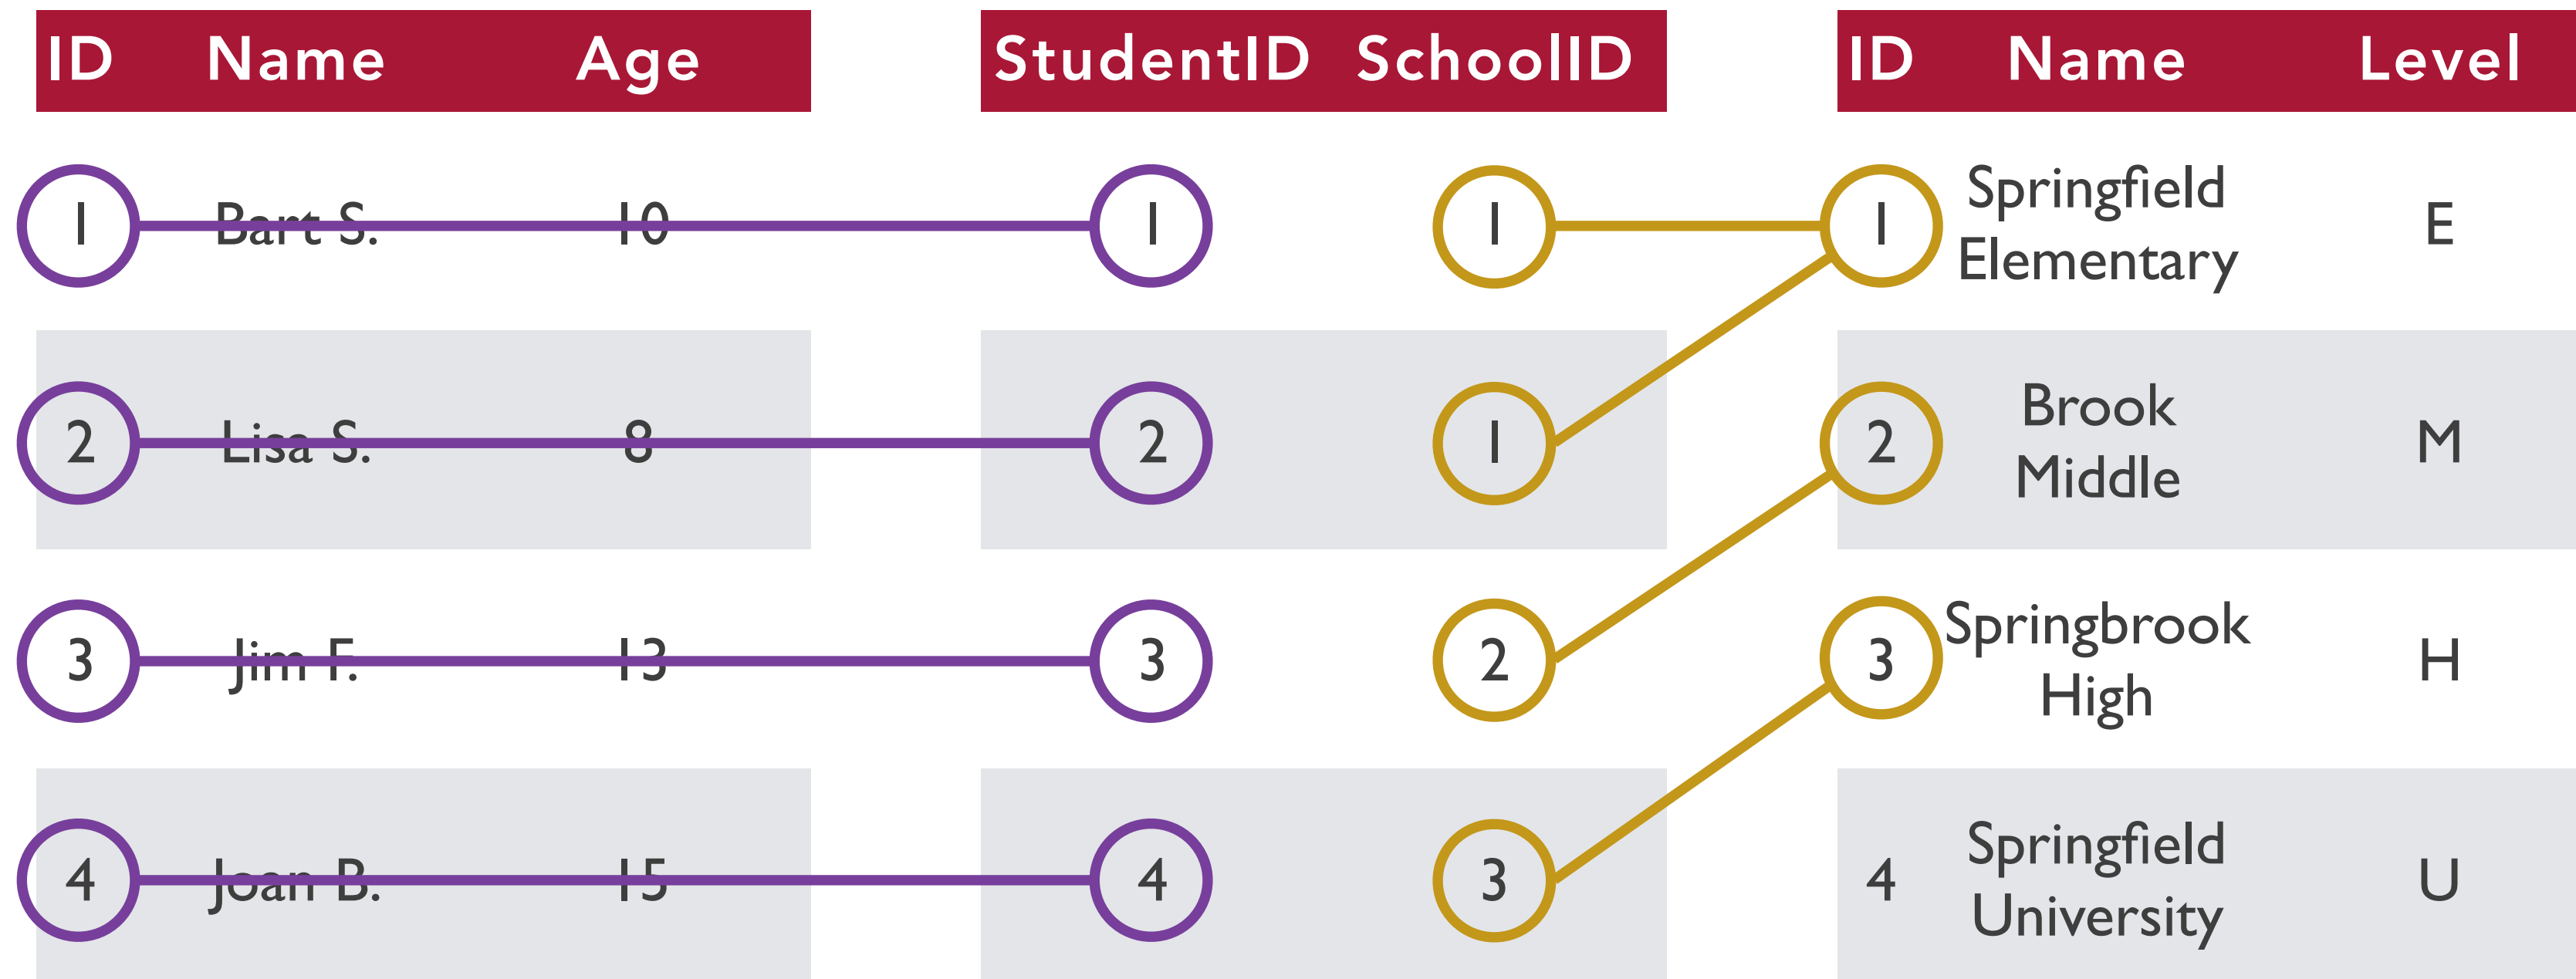 ID Name Age StudentID SchoolID ID Name Level
1 Bart S. 10 1 1 1 Springfield E
Elementary
2 Lisa S. 8 2 1 2 Brook M
Middle
3 Jim F. 13 3 2 3 Springbrook H
High
4 Joan B. 15 4 3 4 Springfield U
University